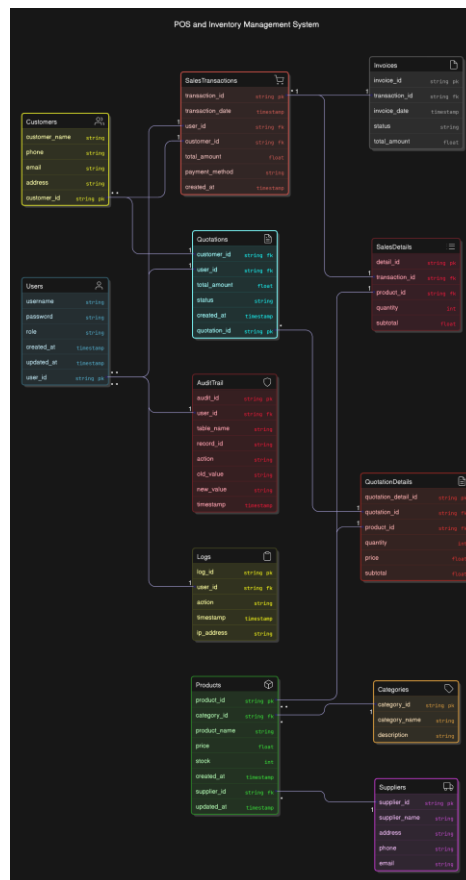 POS and Inventory Management System
Invoices
invoice_id string pk
transaction_id string fk
invoice_date timestamp
status string
total_amount float
SalesTransactions
transaction_id string pk
transaction_date timestamp
user_id string fk
customer_id string fk
total_amount float
payment_method string
created_at timestamp
Customers
customer_name string
phone string
email string
address string
customer_id string pk
Quotations
customer_id string fk
user_id string fk
total_amount float
status string
created_at timestamp
quotation_id string pk
SalesDetails
detail_id string pk
transaction_id string fk
product_id string fk
quantity int
subtotal float
Users
username string
password string
role string
created_at timestamp
updated_at timestamp
user_id string pk
AuditTrail
audit_id string pk
user_id string fk
table_name string
record_id string
action string
old_value string
new_value string
timestamp timestamp
QuotationDetails
quotation_detail_id string pk
quotation_id string fk
product_id string fk
quantity int
price float
subtotal float
Logs
log_id string pk
user_id string fk
action string
timestamp timestamp
ip_address string
Products
product_id string pk
category_id string fk
product_name string
price float
stock int
created_at timestamp
supplier_id string fk
updated_at timestamp
Categories
category_id string pk
category_name string
description string
Suppliers
supplier_id string pk
supplier_name string
address string
phone string
email string